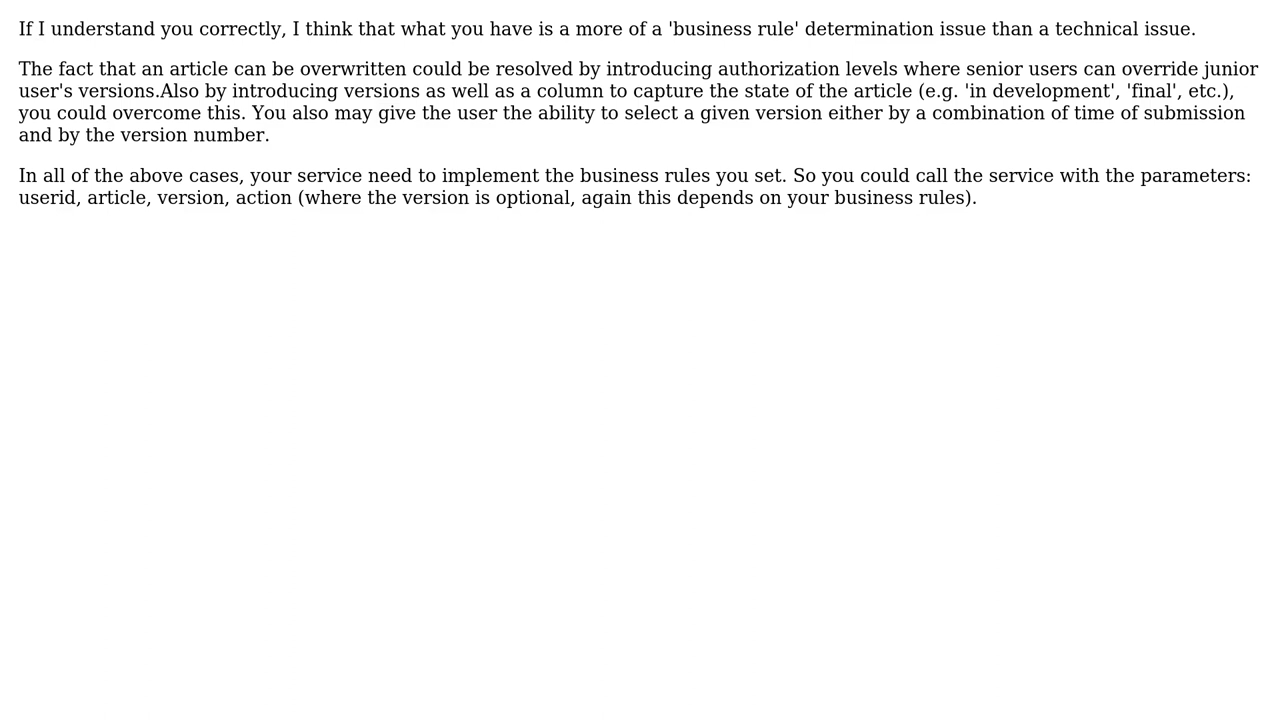 If I understand you correctly, I think that what you have is a more of a 'business rule' determination issue than a technical issue.
The fact that an article can be overwritten could be resolved by introducing authorization levels where senior users can override junior
user's versions.Also by introducing versions as well as a column to capture the state of the article (e.g. 'in development', 'final', etc.),
you could overcome this. You also may give the user the ability to select a given version either by a combination of time of submission
and by the version number.
In all of the above cases, your service need to implement the business rules you set. So you could call the service with the parameters:
userid, article, version, action (where the version is optional, again this depends on your business rules).